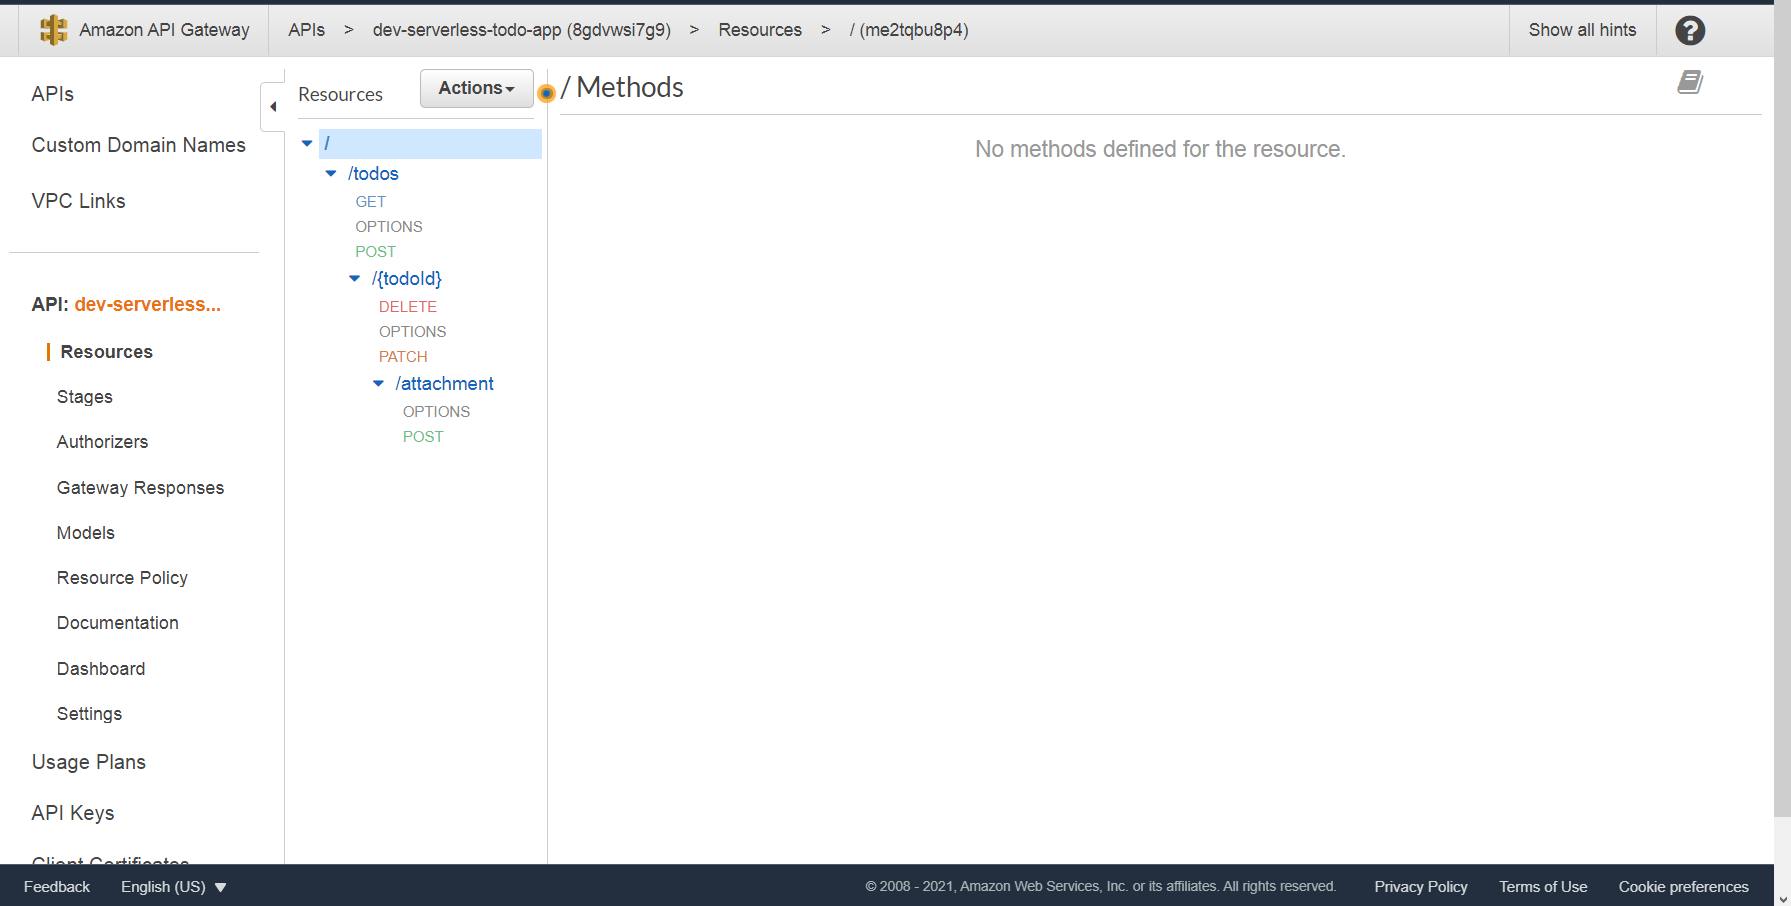 Amazon API Gateway
APIs > dev-serverless-todo-app (8gdvwsi7g9) > Resources > / (me2tqbu8p4)
Show all hints
?
APIs
Custom Domain Names
VPC Links
API: dev-serverless...
Resources
Stages
Authorizers
Gateway Responses
Models
Resource Policy
Documentation
Dashboard
Settings
Usage Plans
API Keys
Client Certificates
Resources
Actions
/
/todos
GET
OPTIONS
POST
/{todoId}
DELETE
OPTIONS
PATCH
/attachment
OPTIONS
POST
/ Methods
No methods defined for the resource.
Feedback
English (US)
© 2008 - 2021, Amazon Web Services, Inc. or its affiliates. All rights reserved.
Privacy Policy
Terms of Use
Cookie preferences